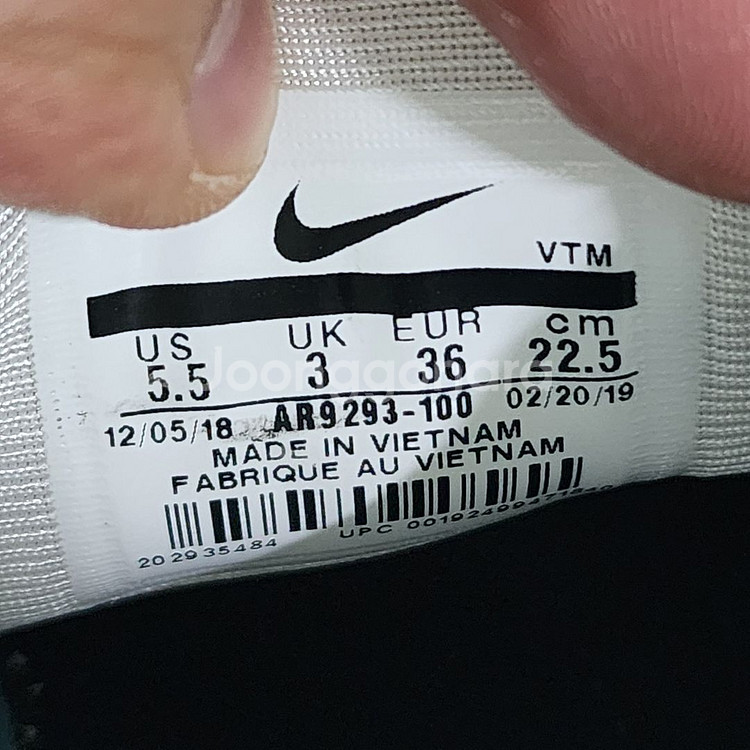 VTM
US UK EUR cm
5.5 3 36 22.5
Joonggonara
12/05/18 AR9293-100 02/20/19
MADE IN VIETNAM
FABRIQUE AU VIETNAM
202935484 UPC